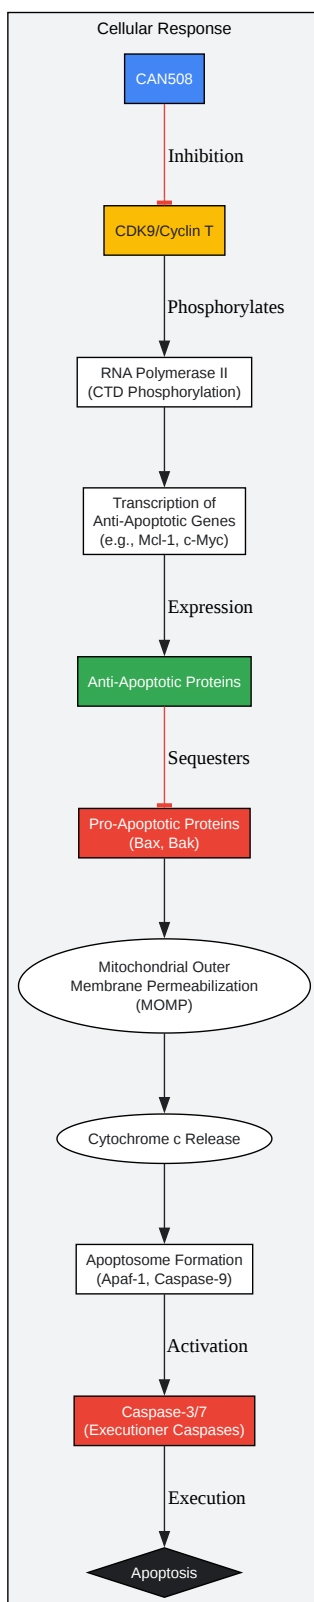 Cellular Response
CAN508
Inhibition
CDK9/Cyclin T
Phosphorylates
RNA Polymerase II
(CTD Phosphorylation)
Transcription of
Anti-Apoptotic Genes
(e.g., Mcl-1, c-Myc)
Expression
Anti-Apoptotic Proteins
Sequesters
Pro-Apoptotic Proteins
(Bax, Bak)
Mitochondrial Outer
Membrane Permeabilization
(MOMP)
Cytochrome c Release
Apoptosome Formation
(Apaf-1, Caspase-9)
Activation
Caspase-3/7
(Executioner Caspases)
Execution
Apoptosis